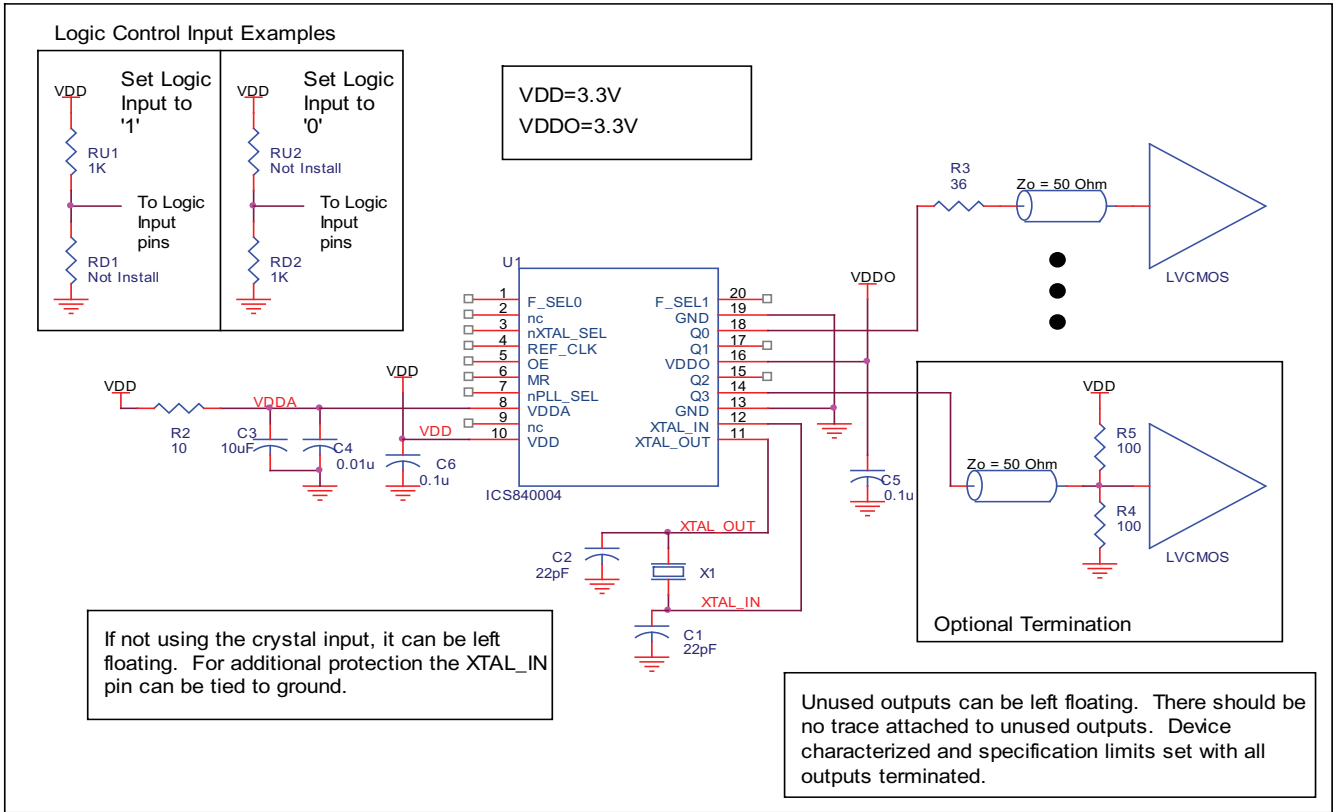 Logic Control Input Examples
VDD
Set Logic
Input to
'1'
RU1
1K
To Logic
Input
pins
RD1
Not Install
VDD
Set Logic
Input to
'0'
RU2
Not Install
To Logic
Input
pins
RD2
1K
VDD=3.3V
VDDO=3.3V
R3
36
Zo = 50 Ohm
LVCMOS
U1
1
F_SEL0
2
nc
3
nXTAL_SEL
4
REF_CLK
5
OE
6
MR
7
nPLL_SEL
8
VDDA
9
nc
10
VDD
20
F_SEL1
19
GND
18
Q0
17
Q1
16
VDDO
15
Q2
14
Q3
13
GND
12
XTAL_IN
11
XTAL_OUT
ICS840004
VDD
R2
10
VDDA
C3
10uF
C4
0.01u
VDD
VDD
C6
0.1u
VDDO
C5
0.1u
XTAL_OUT
C2
22pF
X1
XTAL_IN
C1
22pF
VDD
R5
100
Zo = 50 Ohm
R4
100
LVCMOS
Optional Termination
If not using the crystal input, it can be left
floating. For additional protection the XTAL_IN
pin can be tied to ground.
Unused outputs can be left floating. There should be
no trace attached to unused outputs. Device
characterized and specification limits set with all
outputs terminated.